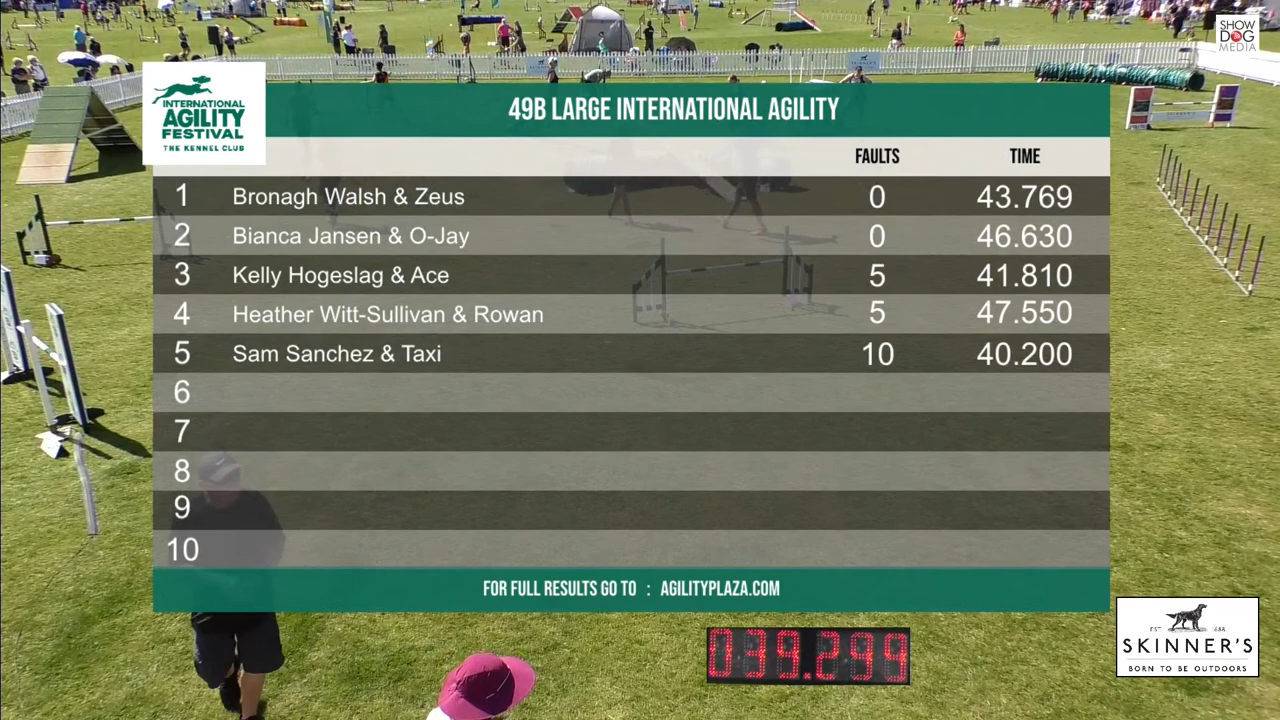 SHOW
DOG
MEDIA
INTERNATIONAL
AGILITY
FESTIVAL
THE KENNEL CLUB
49B LARGE INTERNATIONAL AGILITY
FAULTS TIME
1 Bronagh Walsh & Zeus 0 43.769
2 Bianca Jansen & O-Jay 0 46.630
3 Kelly Hogeslag & Ace 5 41.810
4 Heather Witt-Sullivan & Rowan 5 47.550
5 Sam Sanchez & Taxi 10 40.200
6
7
8
9
10
FOR FULL RESULTS GO TO : AGILITYPLAZA.COM
039.299
SKINNER'S
BORN TO BE OUTDOORS